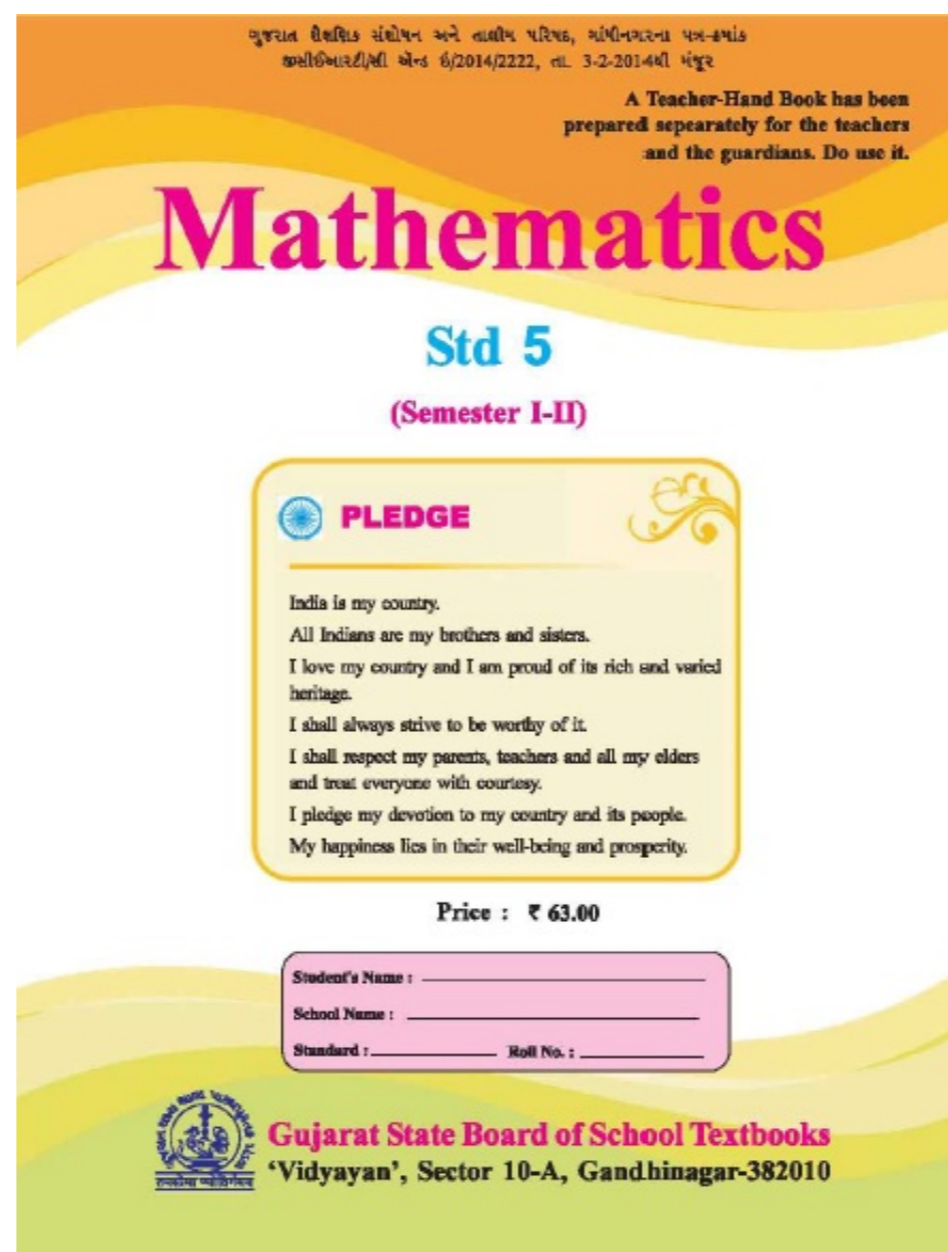 ગુજરાત શૈક્ષણિક સંશોધન અને તાલીમ પરિષદ, ગાંધીનગરના પત્ર-ક્રમાંક
જીસીઈઆરટી/સી ઍન્ડ ઈ/2014/2222, તા. 3-2-2014થી મંજૂર
A Teacher-Hand Book has been
prepared sepearately for the teachers
and the guardians. Do use it.
Mathematics
Std 5
(Semester I-II)
PLEDGE
India is my country.
All Indians are my brothers and sisters.
I love my country and I am proud of its rich and varied
heritage.
I shall always strive to be worthy of it.
I shall respect my parents, teachers and all my elders
and treat everyone with courtesy.
I pledge my devotion to my country and its people.
My happiness lies in their well-being and prosperity.
Price : ₹ 63.00
Student's Name :
School Name :
Standard : Roll No. :
Gujarat State Board of School Textbooks
‘Vidyayan’, Sector 10-A, Gandhinagar-382010